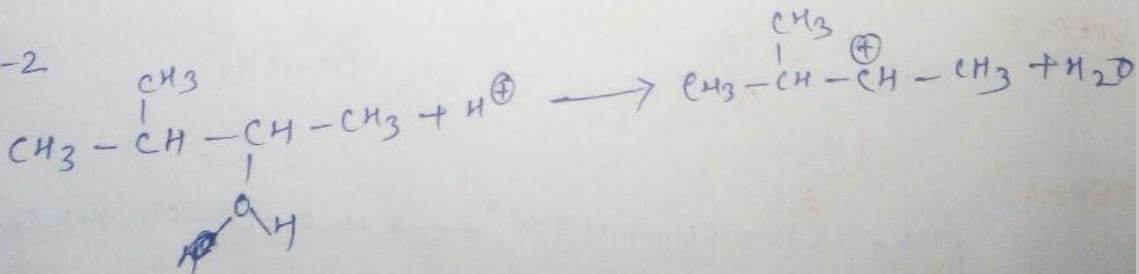 -2
CH3 CH3
CH3 - CH - CH - CH3 + H⊕ ⟶ CH3 - CH - CH⊕ - CH3 + H2O
O
H